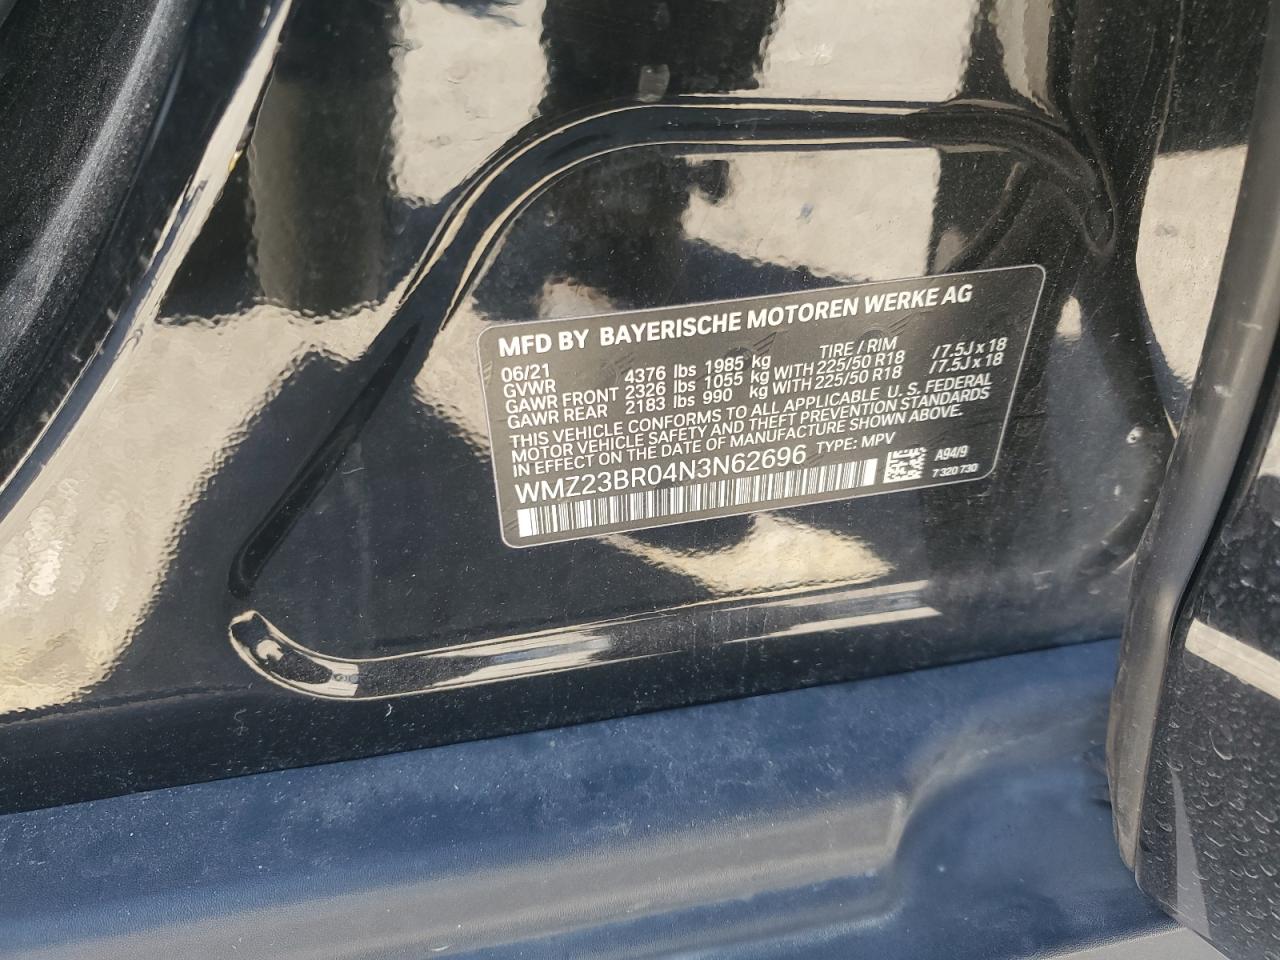 MFD BY BAYERISCHE MOTOREN WERKE AG
06/21 TIRE / RIM
GVWR 4376 lbs 1985 kg
GAWR FRONT 2326 lbs 1055 kg WITH 225/50 R18 /7.5J x 18
GAWR REAR 2183 lbs 990 kg WITH 225/50 R18 /7.5J x 18
THIS VEHICLE CONFORMS TO ALL APPLICABLE U. S. FEDERAL
MOTOR VEHICLE SAFETY AND THEFT PREVENTION STANDARDS
IN EFFECT ON THE DATE OF MANUFACTURE SHOWN ABOVE.
WMZ23BR04N3N62696 TYPE: MPV
A94/9
7 320 730